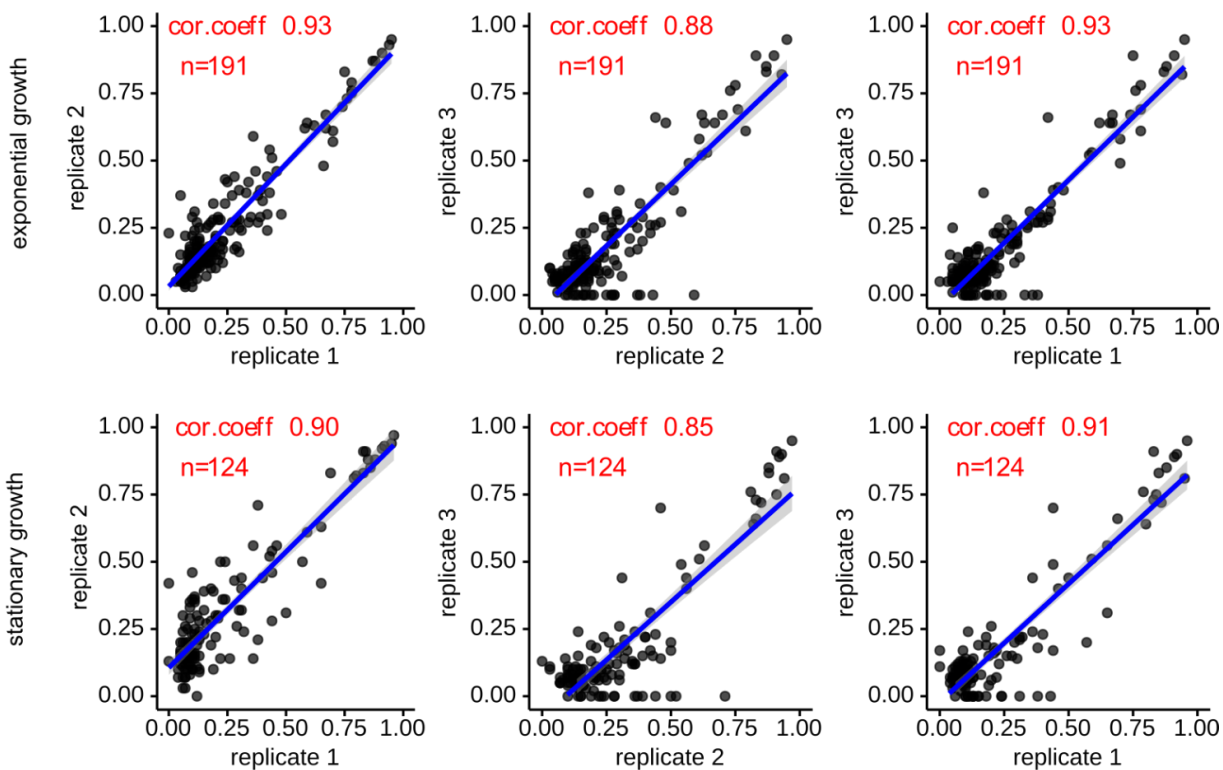 exponential growth
cor.coeff 0.93
n=191
1.00
0.75
0.50
0.25
0.00
replicate 2
0.00 0.25 0.50 0.75 1.00
replicate 1
cor.coeff 0.88
n=191
1.00
0.75
0.50
0.25
0.00
replicate 3
0.00 0.25 0.50 0.75 1.00
replicate 2
cor.coeff 0.93
n=191
1.00
0.75
0.50
0.25
0.00
replicate 3
0.00 0.25 0.50 0.75 1.00
replicate 1
stationary growth
cor.coeff 0.90
n=124
1.00
0.75
0.50
0.25
0.00
replicate 2
0.00 0.25 0.50 0.75 1.00
replicate 1
cor.coeff 0.85
n=124
1.00
0.75
0.50
0.25
0.00
replicate 3
0.00 0.25 0.50 0.75 1.00
replicate 2
cor.coeff 0.91
n=124
1.00
0.75
0.50
0.25
0.00
replicate 3
0.00 0.25 0.50 0.75 1.00
replicate 1